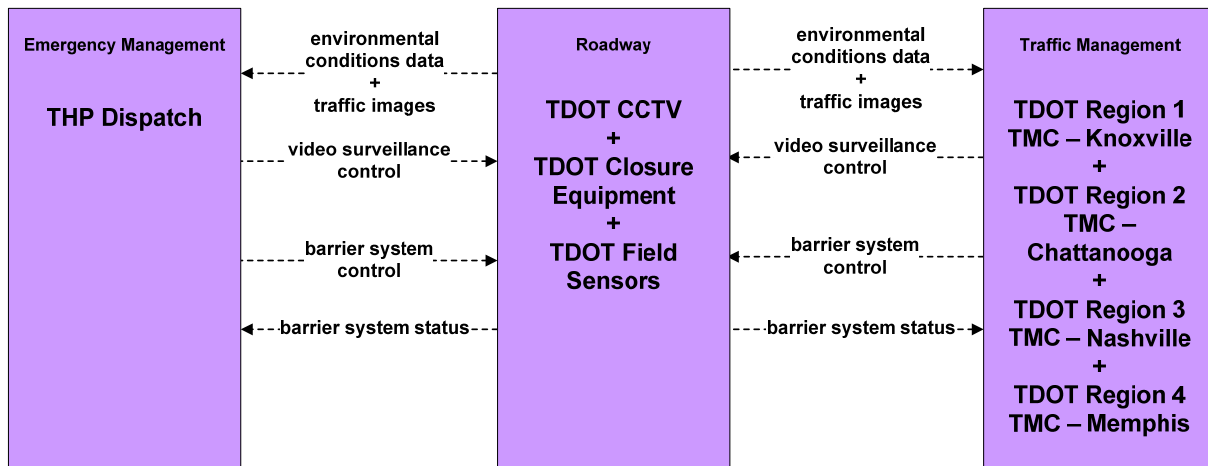 Emergency Management
THP Dispatch
environmental
conditions data
+
traffic images
video surveillance
control
barrier system
control
barrier system status
Roadway
TDOT CCTV
+
TDOT Closure
Equipment
+
TDOT Field
Sensors
environmental
conditions data
+
traffic images
video surveillance
control
barrier system
control
barrier system status
Traffic Management
TDOT Region 1
TMC – Knoxville
+
TDOT Region 2
TMC –
Chattanooga
+
TDOT Region 3
TMC – Nashville
+
TDOT Region 4
TMC – Memphis